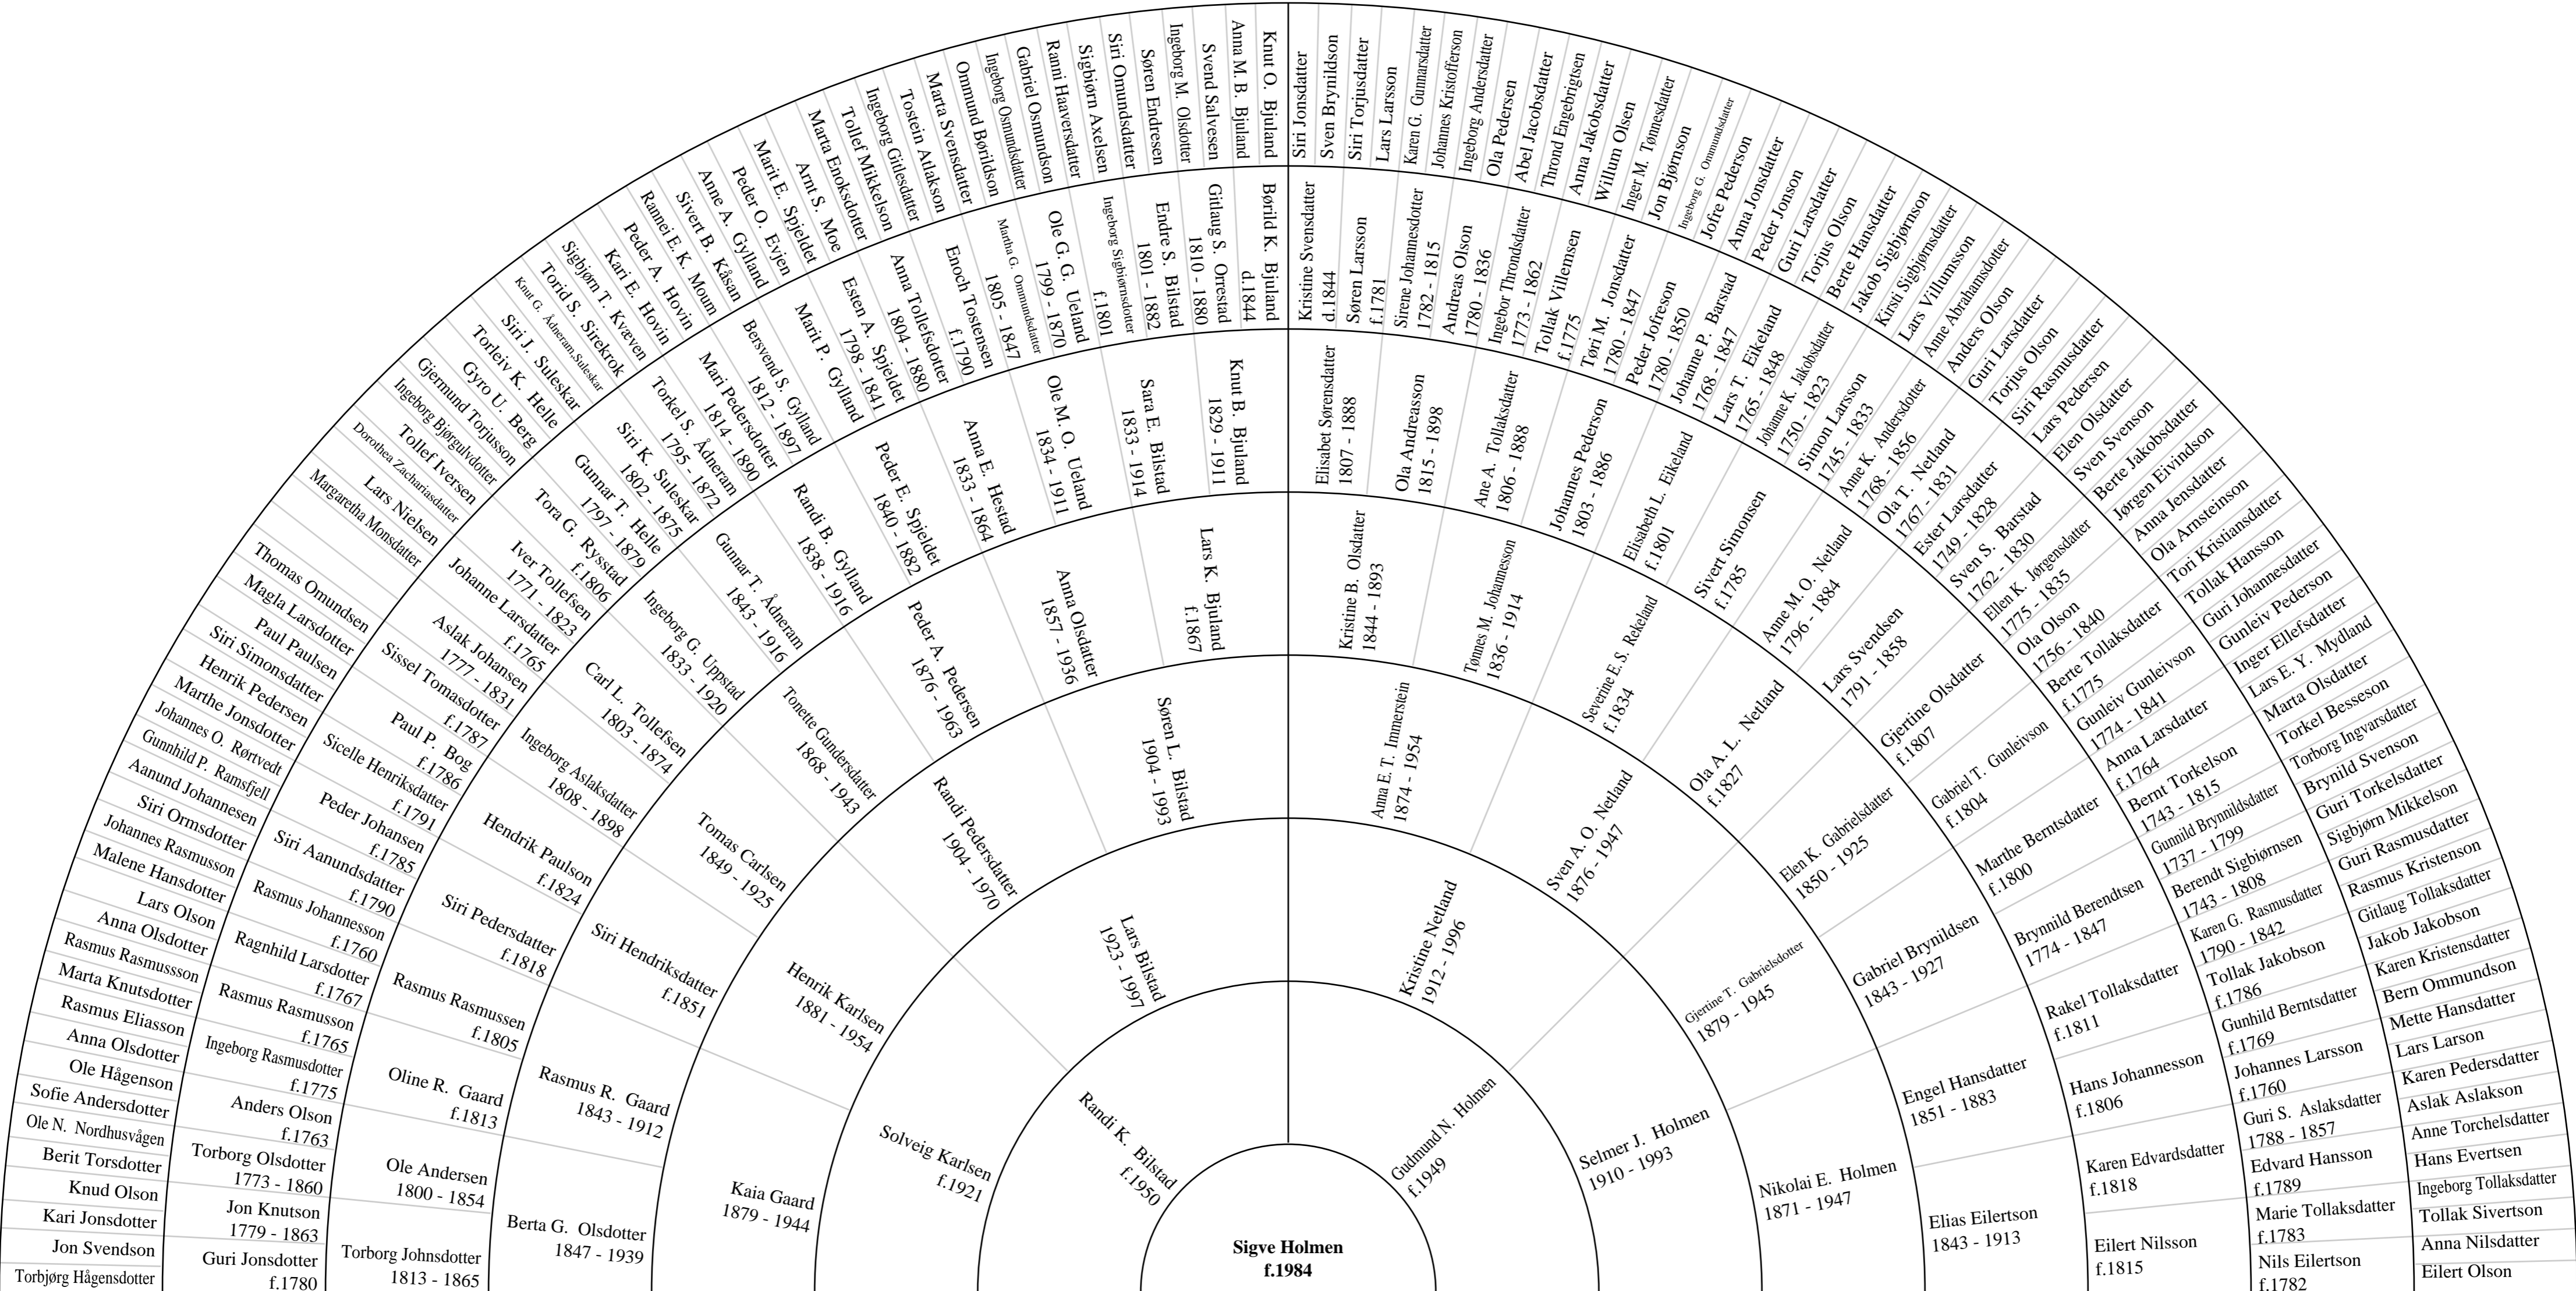 Sigve Holmen
f.1984
Randi K. Bilstad
f.1950
Gudmund N. Holmen
f.1949
Solveig Karlsen
f.1921
Lars Bilstad
1923 - 1997
Kristine Netland
1912 - 1996
Selmer J. Holmen
1910 - 1993
Kaia Gaard
1879 - 1944
Henrik Karlsen
1881 - 1954
Randi Pedersdatter
1904 - 1970
Søren L. Bilstad
1904 - 1993
Anna E. T. Immerstein
1874 - 1954
Sven A. O. Netland
1876 - 1947
Gjertine T. Gabrielsdotter
1879 - 1945
Nikolai E. Holmen
1871 - 1947
Berta G. Olsdotter
1847 - 1939
Rasmus R. Gaard
1843 - 1912
Siri Hendriksdatter
f.1851
Tomas Carlsen
1849 - 1925
Tonette Gundersdatter
1868 - 1943
Peder A. Pedersen
1876 - 1963
Anna Olsdatter
1857 - 1936
Lars K. Bjuland
f.1867
Kristine B. Olsdatter
1844 - 1893
Tønnes M. Johannesson
1836 - 1914
Severine E. S. Rekeland
f.1834
Ola A. L. Netland
f.1827
Elen K. Gabrielsdatter
1850 - 1925
Gabriel Brynildsen
1843 - 1927
Engel Hansdatter
1851 - 1883
Elias Eilertson
1843 - 1913
Torborg Johnsdotter
1813 - 1865
Ole Andersen
1800 - 1854
Oline R. Gaard
f.1813
Rasmus Rasmussen
f.1805
Siri Pedersdatter
f.1818
Hendrik Paulson
f.1824
Ingeborg Aslaksdatter
1808 - 1898
Carl L. Tollefsen
1803 - 1874
Ingeborg G. Uppstad
1833 - 1920
Gunnar T. Ådneram
1843 - 1916
Randi B. Gylland
1838 - 1916
Peder E. Spjeldet
1840 - 1882
Anna E. Hestad
1833 - 1864
Ole M. O. Ueland
1834 - 1911
Sara E. Bilstad
1833 - 1914
Knut B. Bjuland
1829 - 1911
Elisabet Sørensdatter
1807 - 1888
Ola Andreasson
1815 - 1898
Ane A. Tollaksdatter
1806 - 1888
Johannes Pederson
1803 - 1886
Elisabeth L. Eikeland
f.1801
Sivert Simonsen
f.1785
Anne M. O. Netland
1796 - 1884
Lars Svendsen
1791 - 1858
Gjertine Olsdatter
f.1807
Gabriel T. Gunleivson
f.1804
Marthe Berntsdatter
f.1800
Brynnild Berendtsen
1774 - 1847
Rakel Tollaksdatter
f.1811
Hans Johannesson
f.1806
Karen Edvardsdatter
f.1818
Eilert Nilsson
f.1815
Guri Jonsdotter
f.1780
Jon Knutson
1779 - 1863
Torborg Olsdotter
1773 - 1860
Anders Olson
f.1763
Ingeborg Rasmusdotter
f.1775
Rasmus Rasmusson
f.1765
Ragnhild Larsdotter
f.1767
Rasmus Johannesson
f.1760
Siri Aanundsdatter
f.1790
Peder Johansen
f.1785
Sicelle Henriksdatter
f.1791
Paul P. Bog
f.1786
Sissel Tomasdotter
f.1787
Aslak Johansen
1777 - 1831
Johanne Larsdatter
f.1765
Iver Tollefsen
1771 - 1823
Tora G. Rysstad
f.1806
Gunnar T. Helle
1797 - 1879
Siri K. Suleskar
1802 - 1875
Torkel S. Ådneram
1795 - 1872
Mari Pedersdotter
1814 - 1890
Bersvend S. Gylland
1812 - 1897
Marit P. Gylland
Esten A. Spjeldet
1798 - 1841
Anna Tollefsdotter
1804 - 1880
Enoch Tostensen
f.1790
Martha G. Ommundsdatter
1805 - 1847
Ole G. G. Ueland
1799 - 1870
Ingeborg Sigbjørnsdotter
f.1801
Endre S. Bilstad
1801 - 1882
Gitlaug S. Orrestad
1810 - 1880
Børild K. Bjuland
d.1844
Kristine Svensdatter
d.1844
Søren Larsson
f.1781
Sirene Johannesdotter
1782 - 1815
Andreas Olson
1780 - 1836
Ingebor Throndsdatter
1773 - 1862
Tollak Villemsen
f.1775
Tøri M. Jonsdatter
1780 - 1847
Peder Jofreson
1780 - 1850
Johanne P. Barstad
1768 - 1847
Lars T. Eikeland
1765 - 1848
Johanne K. Jakobsdatter
1750 - 1823
Simon Larsson
1745 - 1833
Anne K. Andersdotter
1768 - 1856
Ola T. Netland
1767 - 1831
Ester Larsdatter
1749 - 1828
Sven S. Barstad
1762 - 1830
Ellen K. Jørgensdatter
1775 - 1835
Ola Olson
1756 - 1840
Berte Tollaksdatter
f.1775
Gunleiv Gunleivson
1774 - 1841
Anna Larsdatter
f.1764
Bernt Torkelson
1743 - 1815
Gunnild Brynnildsdatter
1737 - 1799
Berendt Sigbiørnsen
1743 - 1808
Karen G. Rasmusdatter
1790 - 1842
Tollak Jakobson
f.1786
Gunhild Berntsdatter
f.1769
Johannes Larsson
f.1760
Guri S. Aslaksdatter
1788 - 1857
Edvard Hansson
f.1789
Marie Tollaksdatter
f.1783
Nils Eilertson
f.1782
Torbjørg Hågensdotter
Jon Svendson
Kari Jonsdotter
Knud Olson
Berit Torsdotter
Ole N. Nordhusvågen
Sofie Andersdotter
Ole Hågenson
Anna Olsdotter
Rasmus Eliasson
Marta Knutsdotter
Rasmus Rasmussson
Anna Olsdotter
Lars Olson
Malene Hansdotter
Johannes Rasmusson
Siri Ormsdotter
Aanund Johannesen
Gunnhild P. Ramsfjell
Johannes O. Rørtvedt
Marthe Jonsdotter
Henrik Pedersen
Siri Simonsdatter
Paul Paulsen
Magla Larsdotter
Thomas Omundsen
Margaretha Monsdatter
Lars Nielsen
Dorothea Zachariasdatter
Tollef Iversen
Ingeborg Bjørgulvdotter
Gjermund Torjusson
Gyro U. Berg
Torleiv K. Helle
Siri J. Suleskar
Knut G. Ådneram,Suleskar
Torid S. Sirekrok
Sigbjørn T. Kvæven
Kari E. Hovin
Peder A. Hovin
Rannei E. K. Moum
Sivert B. Kåsan
Anne A. Gylland
Peder O. Evjen
Marit E. Spjeldet
Arnt S. Moe
Marta Enoksdotter
Tollef Mikkelson
Ingeborg Gitlesdatter
Tostein Atlakson
Marta Svensdatter
Ommund Børildson
Ingeborg Osmundsdatter
Gabriel Osmundson
Ranni Haaversdatter
Sigbiørn Axelsen
Siri Omundsdatter
Søren Endresen
Ingeborg M. Olsdotter
Svend Salvesen
Anna M. B. Bjuland
Knut O. Bjuland
Siri Jonsdatter
Sven Brynildson
Siri Torjusdatter
Lars Larsson
Karen G. Gunnarsdatter
Johannes Kristofferson
Ingeborg Andersdatter
Ola Pedersen
Abel Jacobsdatter
Thrond Engebrigtsen
Anna Jakobsdatter
Willum Olsen
Inger M. Tønnesdatter
Jon Bjørnson
Ingeborg G. Ommundsdatter
Jofre Pederson
Anna Jonsdatter
Peder Jonson
Guri Larsdatter
Torjus Olson
Berte Hansdatter
Jakob Sigbjørnson
Kirsti Sigbjørnsdatter
Lars Villumsson
Anne Abrahamsdotter
Anders Olson
Guri Larsdatter
Torjus Olson
Siri Rasmusdatter
Lars Pedersen
Elen Olsdatter
Sven Svenson
Berte Jakobsdatter
Jørgen Eivindson
Anna Jensdatter
Ola Arnsteinson
Tori Kristiansdatter
Tollak Hansson
Guri Johannesdatter
Gunleiv Pederson
Inger Ellefsdatter
Lars E. Y. Mydland
Marta Olsdatter
Torkel Besseson
Torborg Ingvarsdatter
Brynild Svenson
Guri Torkelsdatter
Sigbjørn Mikkelson
Guri Rasmusdatter
Rasmus Kristenson
Gitlaug Tollaksdatter
Jakob Jakobson
Karen Kristensdatter
Bern Ommundson
Mette Hansdatter
Lars Larson
Karen Pedersdatter
Aslak Aslakson
Anne Torchelsdatter
Hans Evertsen
Ingeborg Tollaksdatter
Tollak Sivertson
Anna Nilsdatter
Eilert Olson